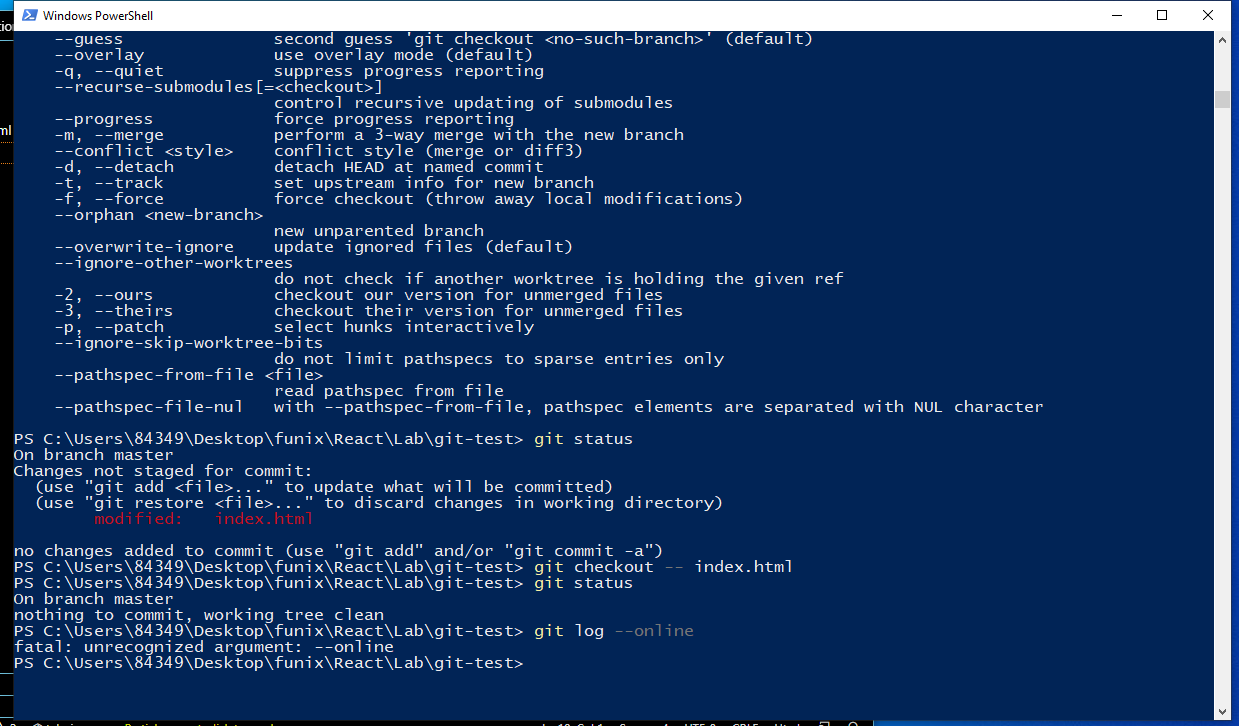 Windows PowerShell
--guess second guess 'git checkout <no-such-branch>' (default)
--overlay use overlay mode (default)
-q, --quiet suppress progress reporting
--recurse-submodules[=<checkout>]
control recursive updating of submodules
--progress force progress reporting
-m, --merge perform a 3-way merge with the new branch
--conflict <style> conflict style (merge or diff3)
-d, --detach detach HEAD at named commit
-t, --track set upstream info for new branch
-f, --force force checkout (throw away local modifications)
--orphan <new-branch>
new unparented branch
--overwrite-ignore update ignored files (default)
--ignore-other-worktrees
do not check if another worktree is holding the given ref
-2, --ours checkout our version for unmerged files
-3, --theirs checkout their version for unmerged files
-p, --patch select hunks interactively
--ignore-skip-worktree-bits
do not limit pathspecs to sparse entries only
--pathspec-from-file <file>
read pathspec from file
--pathspec-file-nul with --pathspec-from-file, pathspec elements are separated with NUL character
PS C:\Users\84349\Desktop\funix\React\Lab\git-test> git status
On branch master
Changes not staged for commit:
(use "git add <file>..." to update what will be committed)
(use "git restore <file>..." to discard changes in working directory)
modified: index.html
no changes added to commit (use "git add" and/or "git commit -a")
PS C:\Users\84349\Desktop\funix\React\Lab\git-test> git checkout -- index.html
PS C:\Users\84349\Desktop\funix\React\Lab\git-test> git status
On branch master
nothing to commit, working tree clean
PS C:\Users\84349\Desktop\funix\React\Lab\git-test> git log --online
fatal: unrecognized argument: --online
PS C:\Users\84349\Desktop\funix\React\Lab\git-test>